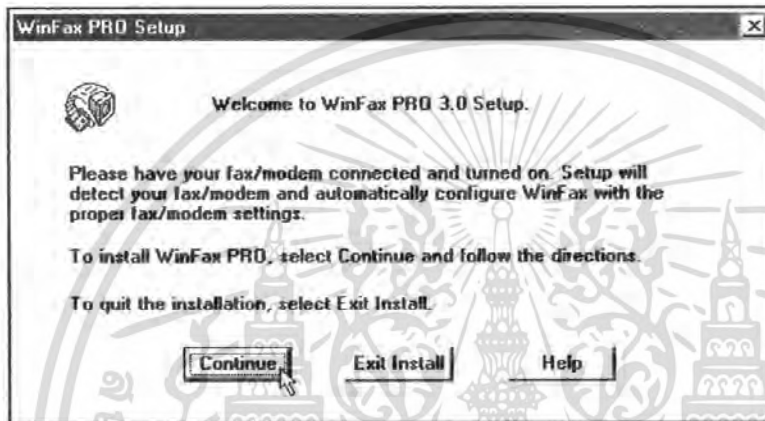 WinFax PRO Setup
Welcome to WinFax PRO 3.0 Setup.
Please have your fax/modem connected and turned on. Setup will
detect your fax/modem and automatically configure WinFax with the
proper fax/modem settings.
To install WinFax PRO, select Continue and follow the directions.
To quit the installation, select Exit Install.
Continue Exit Install Help